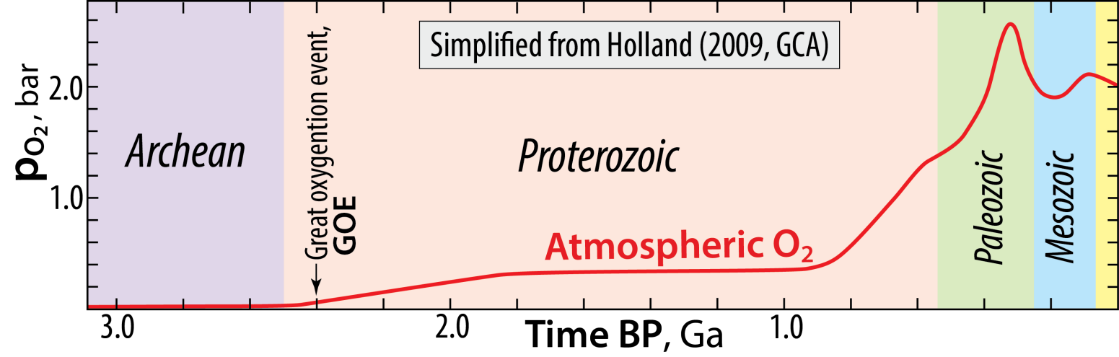 Simplified from Holland (2009, GCA)
pO₂, bar
2.0
1.0
Archean
Great oxygention event,
GOE
Proterozoic
Paleozoic
Mesozoic
Atmospheric O₂
3.0
2.0
1.0
Time BP, Ga